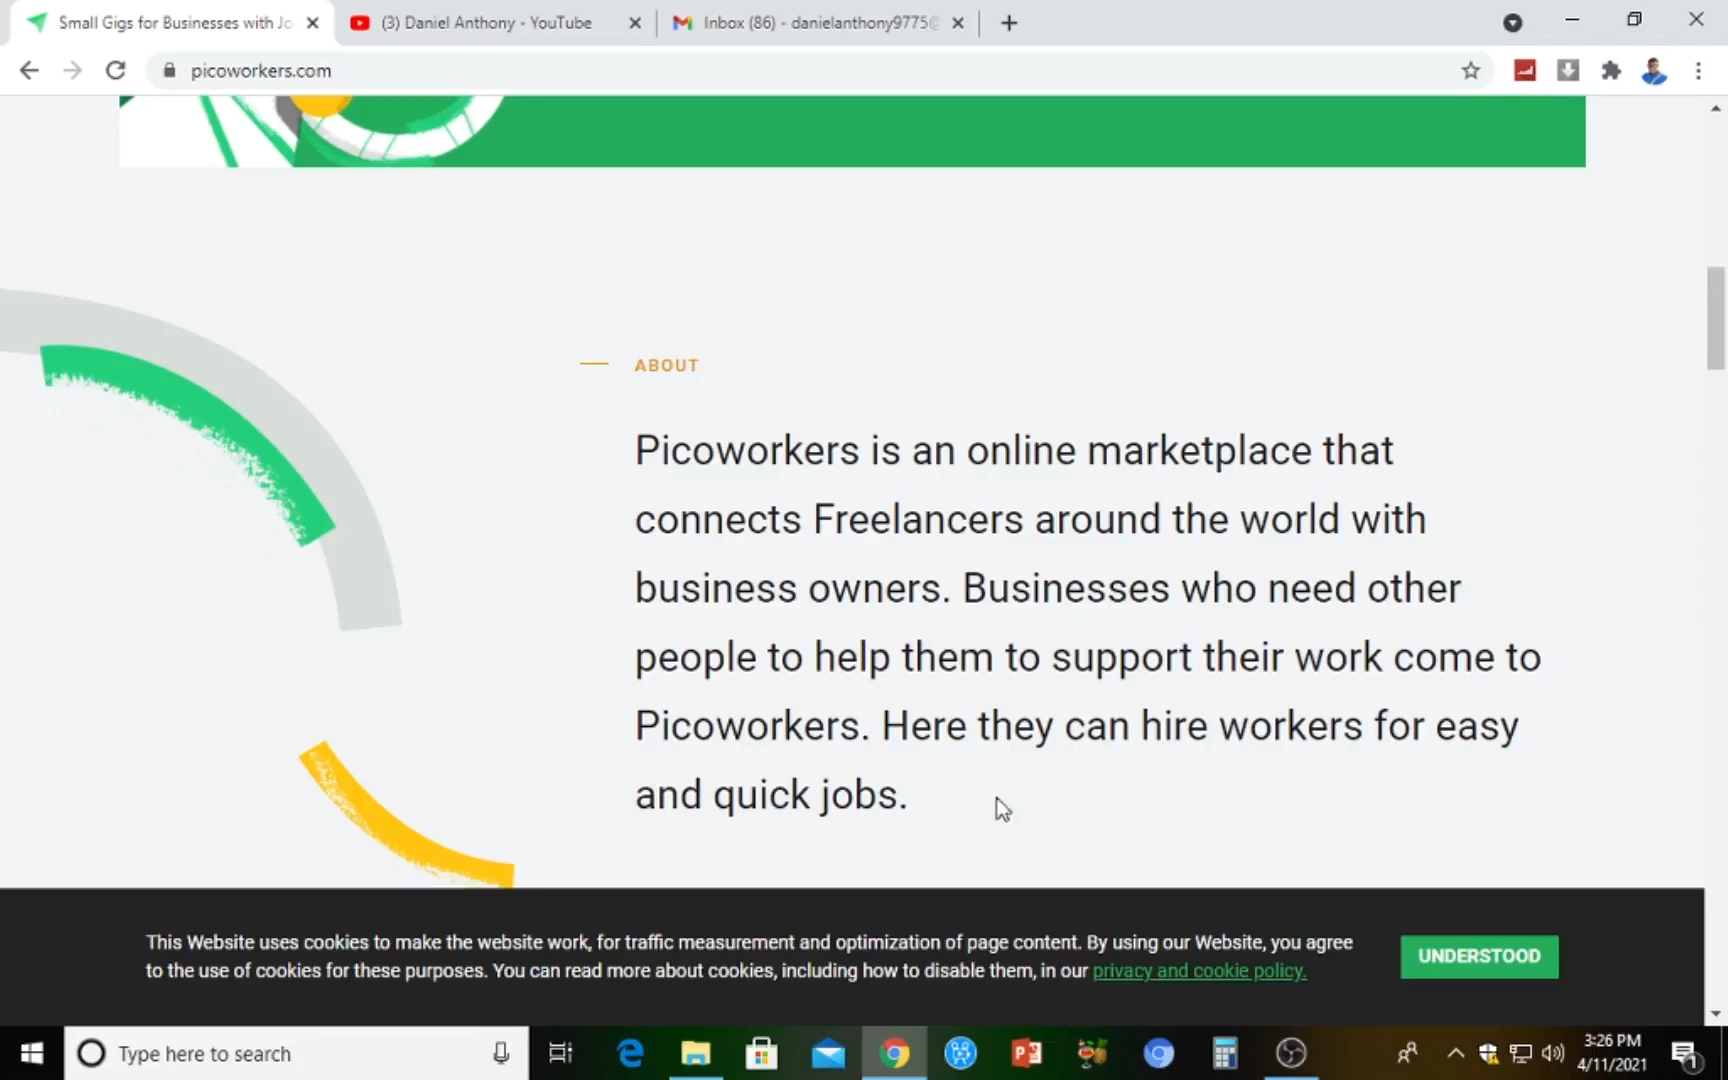 Small Gigs for Businesses with Jo
(3) Daniel Anthony - YouTube
Inbox (86) - danielanthony9775@
picoworkers.com
ABOUT
Picoworkers is an online marketplace that
connects Freelancers around the world with
business owners. Businesses who need other
people to help them to support their work come to
Picoworkers. Here they can hire workers for easy
and quick jobs.
This Website uses cookies to make the website work, for traffic measurement and optimization of page content. By using our Website, you agree
to the use of cookies for these purposes. You can read more about cookies, including how to disable them, in our privacy and cookie policy.
UNDERSTOOD
Type here to search
3:26 PM
4/11/2021
1